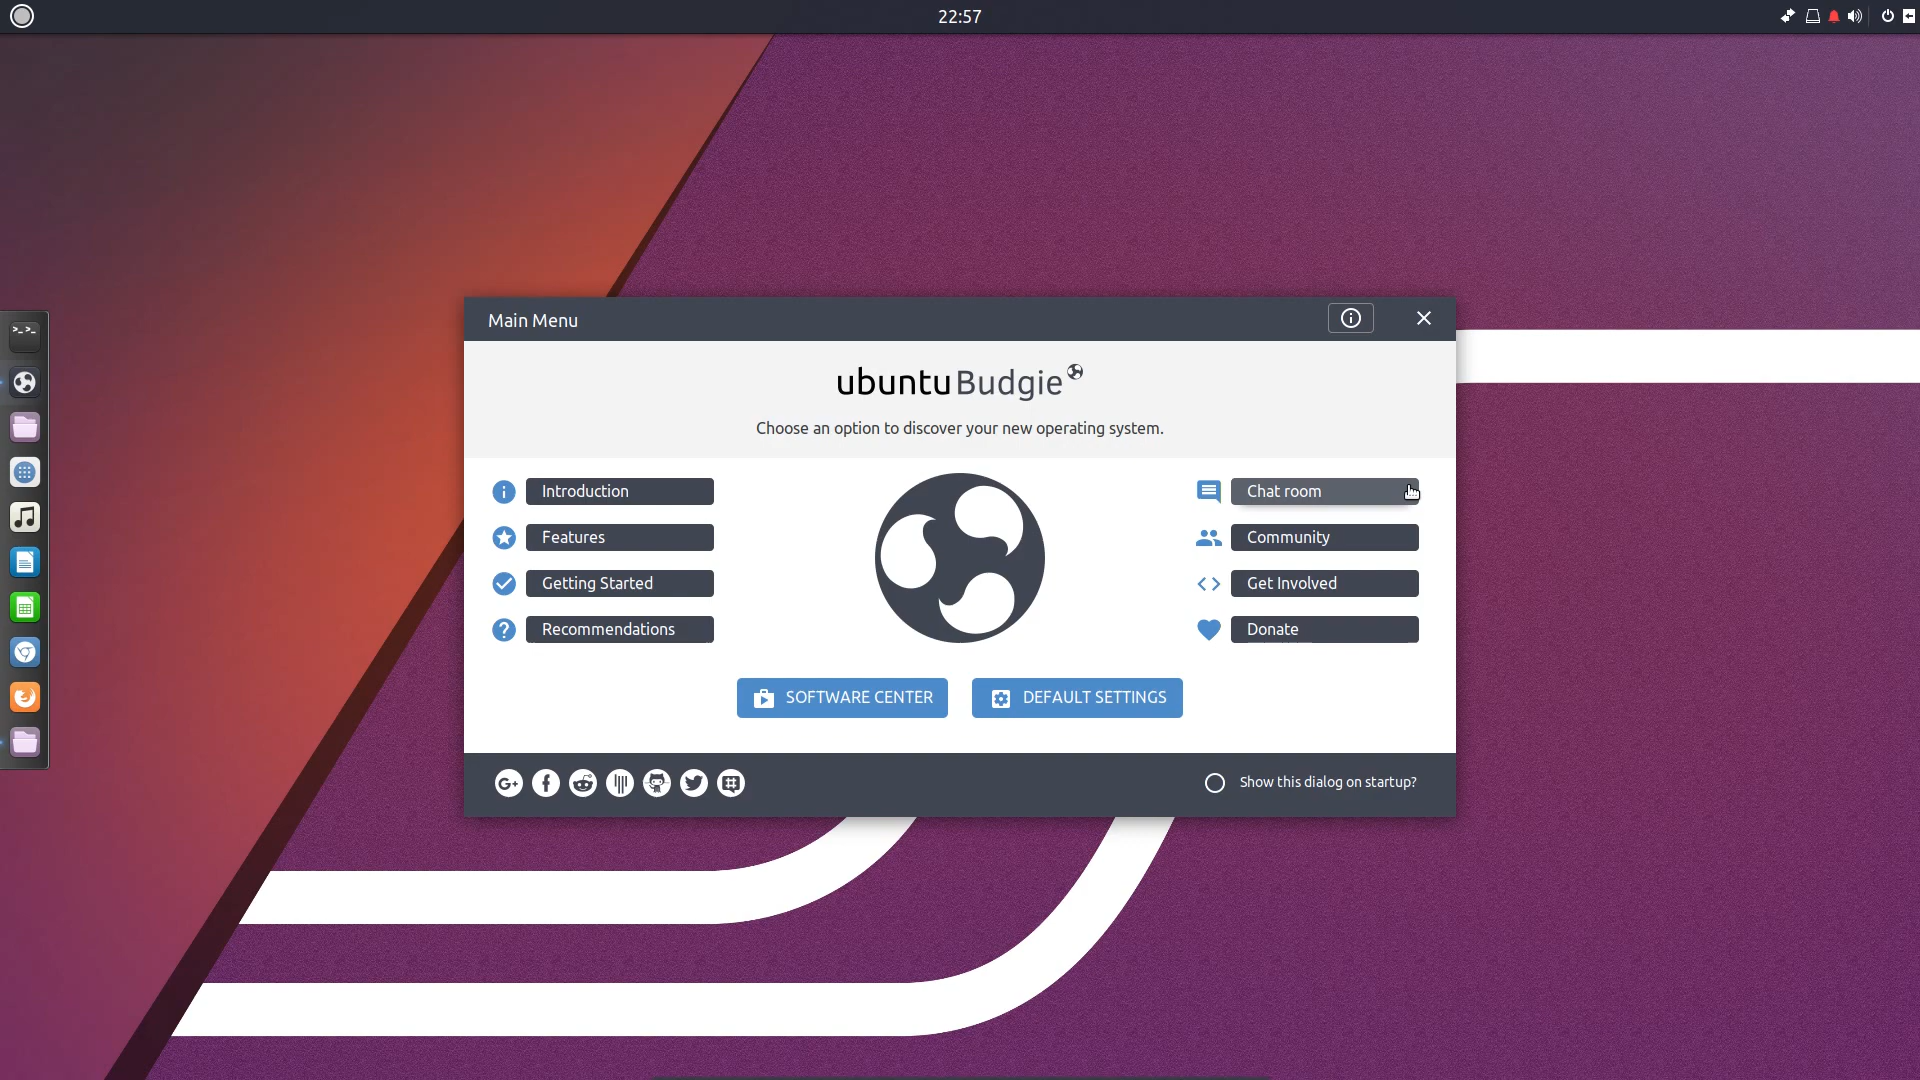 22:57
Main Menu
ubuntu Budgie
Choose an option to discover your new operating system.
Introduction
Features
Getting Started
Recommendations
Chat room
Community
Get Involved
Donate
SOFTWARE CENTER
DEFAULT SETTINGS
G+
Show this dialog on startup?